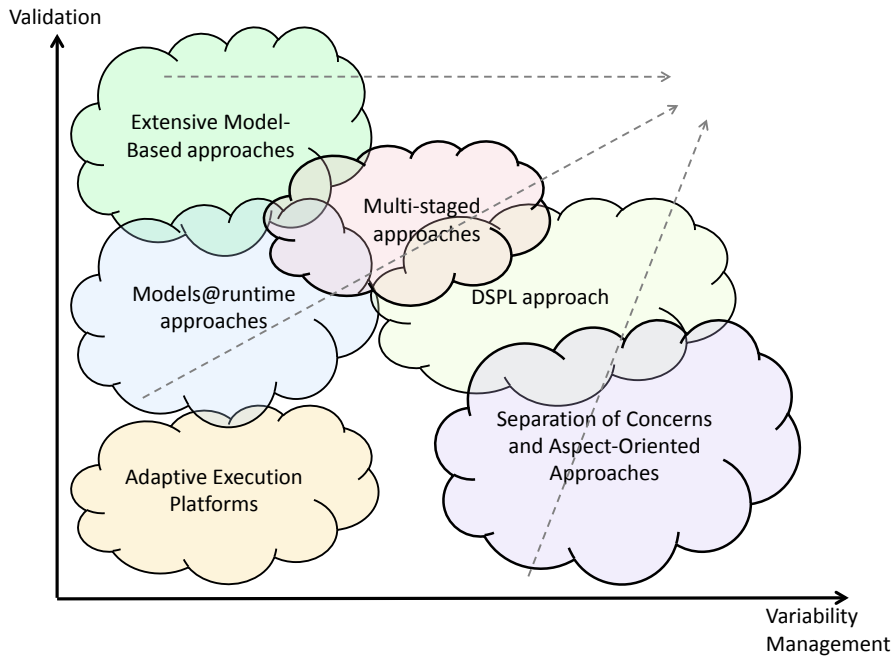 Validation
Extensive Model-
Based approaches
Multi-staged
approaches
Models@runtime
approaches
DSPL approach
Separation of Concerns
and Aspect-Oriented
Approaches
Adaptive Execution
Platforms
Variability
Management